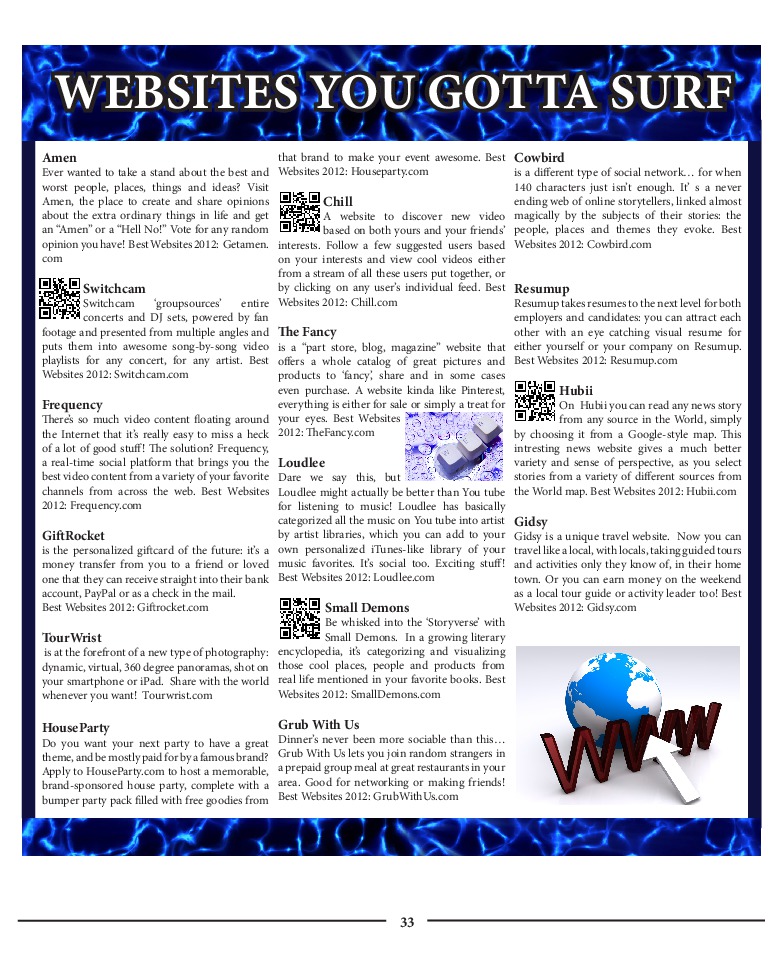 WEBSITES YOU GOTTA SURF
Amen
Ever wanted to take a stand about the best and
worst people, places, things and ideas? Visit
Amen, the place to create and share opinions
about the extra ordinary things in life and get
an “Amen” or a “Hell No!” Vote for any random
opinion you have! Best Websites 2012: Getamen.
com
Switchcam
Switchcam 'groupsources' entire
concerts and DJ sets, powered by fan
footage and presented from multiple angles and
puts them into awesome song-by-song video
playlists for any concert, for any artist. Best
Websites 2012: Switchcam.com
Frequency
There's so much video content floating around
the Internet that it's really easy to miss a heck
of a lot of good stuff! The solution? Frequency,
a real-time social platform that brings you the
best video content from a variety of your favorite
channels from across the web. Best Websites
2012: Frequency.com
GiftRocket
is the personalized giftcard of the future: it's a
money transfer from you to a friend or loved
one that they can receive straight into their bank
account, PayPal or as a check in the mail.
Best Websites 2012: Giftrocket.com
TourWrist
is at the forefront of a new type of photography:
dynamic, virtual, 360 degree panoramas, shot on
your smartphone or iPad. Share with the world
whenever you want! Tourwrist.com
HouseParty
Do you want your next party to have a great
theme, and be mostly paid for by a famous brand?
Apply to HouseParty.com to host a memorable,
brand-sponsored house party, complete with a
bumper party pack filled with free goodies from
that brand to make your event awesome. Best
Websites 2012: Houseparty.com
Chill
A website to discover new video
based on both yours and your friends'
interests. Follow a few suggested users based
on your interests and view cool videos either
from a stream of all these users put together, or
by clicking on any user's individual feed. Best
Websites 2012: Chill.com
The Fancy
is a “part store, blog, magazine” website that
offers a whole catalog of great pictures and
products to 'fancy', share and in some cases
even purchase. A website kinda like Pinterest,
everything is either for sale or simply a treat for
your eyes. Best Websites
2012: TheFancy.com
Loudlee
Dare we say this, but
Loudlee might actually be better than You tube
for listening to music! Loudlee has basically
categorized all the music on You tube into artist
by artist libraries, which you can add to your
own personalized iTunes-like library of your
music favorites. It's social too. Exciting stuff!
Best Websites 2012: Loudlee.com
Small Demons
Be whisked into the 'Storyverse' with
Small Demons. In a growing literary
encyclopedia, it's categorizing and visualizing
those cool places, people and products from
real life mentioned in your favorite books. Best
Websites 2012: SmallDemons.com
Grub With Us
Dinner's never been more sociable than this…
Grub With Us lets you join random strangers in
a prepaid group meal at great restaurants in your
area. Good for networking or making friends!
Best Websites 2012: GrubWithUs.com
Cowbird
is a different type of social network… for when
140 characters just isn't enough. It' s a never
ending web of online storytellers, linked almost
magically by the subjects of their stories: the
people, places and themes they evoke. Best
Websites 2012: Cowbird.com
Resumup
Resumup takes resumes to the next level for both
employers and candidates: you can attract each
other with an eye catching visual resume for
either yourself or your company on Resumup.
Best Websites 2012: Resumup.com
Hubii
On Hubii you can read any news story
from any source in the World, simply
by choosing it from a Google-style map. This
intresting news website gives a much better
variety and sense of perspective, as you select
stories from a variety of different sources from
the World map. Best Websites 2012: Hubii.com
Gidsy
Gidsy is a unique travel website. Now you can
travel like a local, with locals, taking guided tours
and activities only they know of, in their home
town. Or you can earn money on the weekend
as a local tour guide or activity leader too! Best
Websites 2012: Gidsy.com
WWW
33